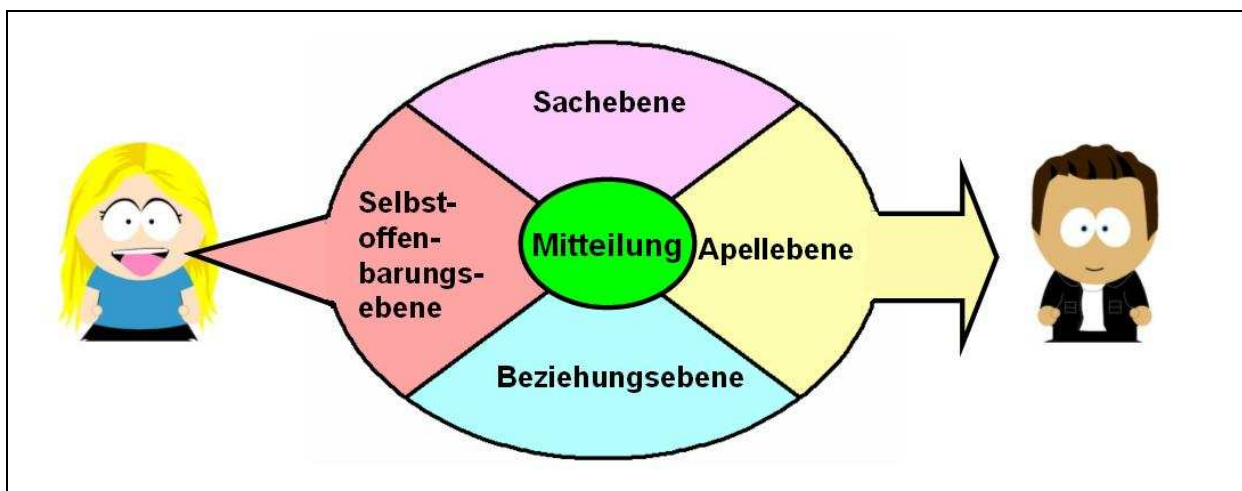 Sachebene
Selbst-
offen-
barungs-
ebene
Mitteilung
Apellebene
Beziehungsebene